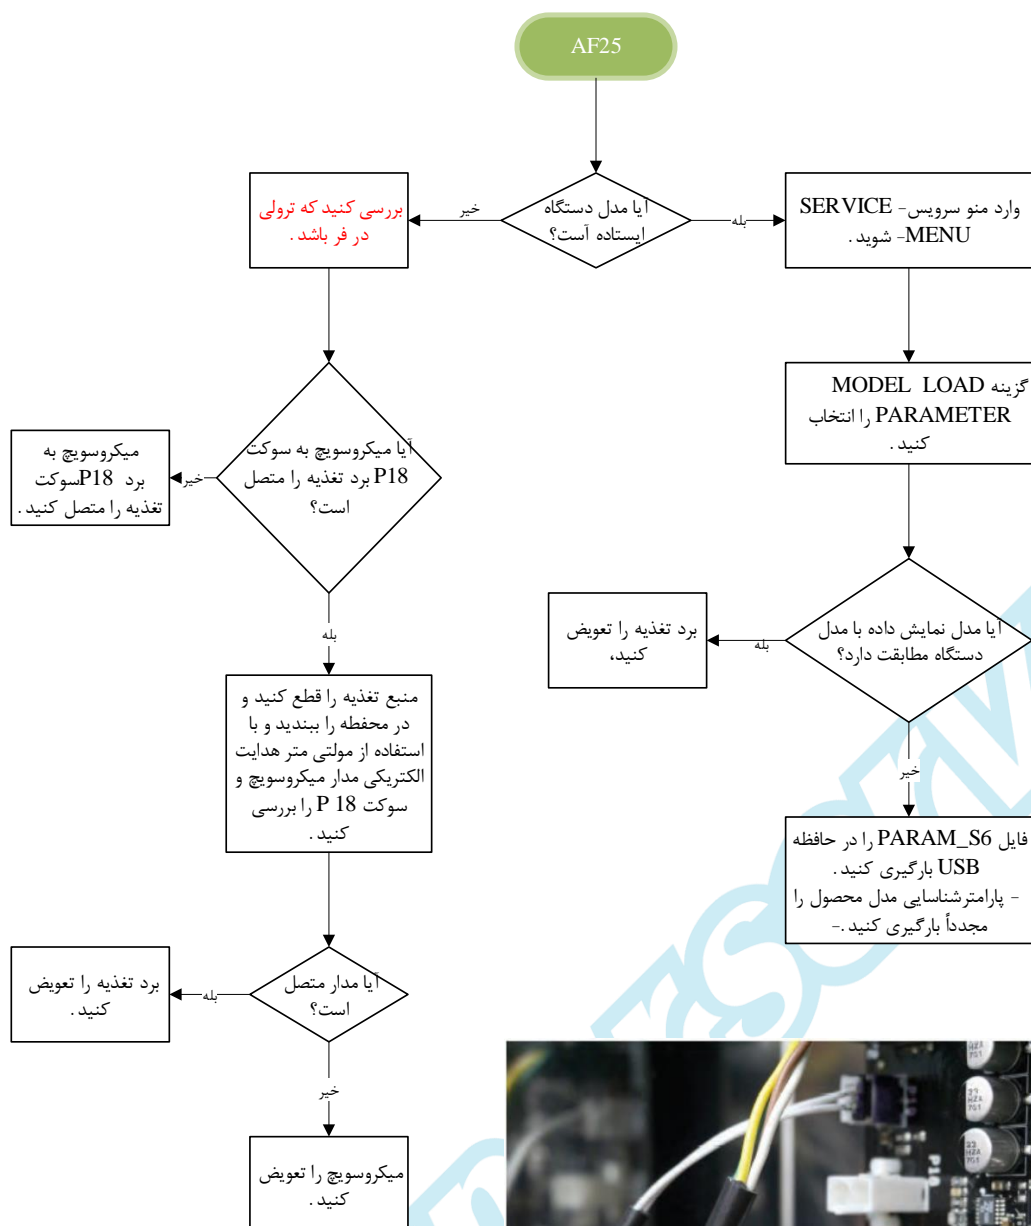 AF25
آیا مدل دستگاه
ایستاده آست؟
بله
وارد منو سرویس- SERVICE
MENU- شوید .
گزینه MODEL LOAD
PARAMETER را انتخاب
کنید .
آیا مدل نمایش داده با مدل
دستگاه مطابقت دارد؟
بله
برد تغذیه را تعویض
کنید،
خیر
فایل PARAM_S6 را در حافظه
USB بارگیری کنید .
- پارامترشناسایی مدل محصول را
مجدداً بارگیری کنید .-
خیر
بررسی کنید که ترولی
در فر باشد .
آیا میکروسویچ به سوکت
P18 برد تغذیه را متصل
است؟
خیر
میکروسویچ به
برد P18سوکت
تغذیه را متصل کنید .
بله
منبع تغذیه را قطع کنید و
در محفطه را ببندید و با
استفاده از مولتی متر هدایت
الکتریکی مدار میکروسویچ و
سوکت P 18 را بررسی
کنید .
آیا مدار متصل
است؟
بله
برد تغذیه را تعویض
کنید .
خیر
میکروسویچ را تعویض
کنید .
P18